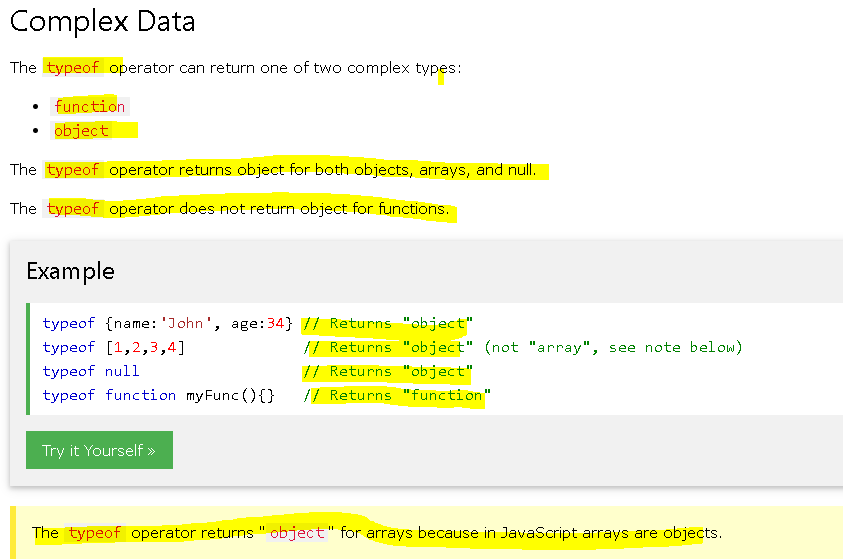 Complex Data
The typeof operator can return one of two complex types:
• function
• object
The typeof operator returns object for both objects, arrays, and null.
The typeof operator does not return object for functions.
Example
typeof {name:'John', age:34} // Returns "object"
typeof [1,2,3,4]             // Returns "object" (not "array", see note below)
typeof null                  // Returns "object"
typeof function myFunc(){}   // Returns "function"
Try it Yourself »
The typeof operator returns "object" for arrays because in JavaScript arrays are objects.